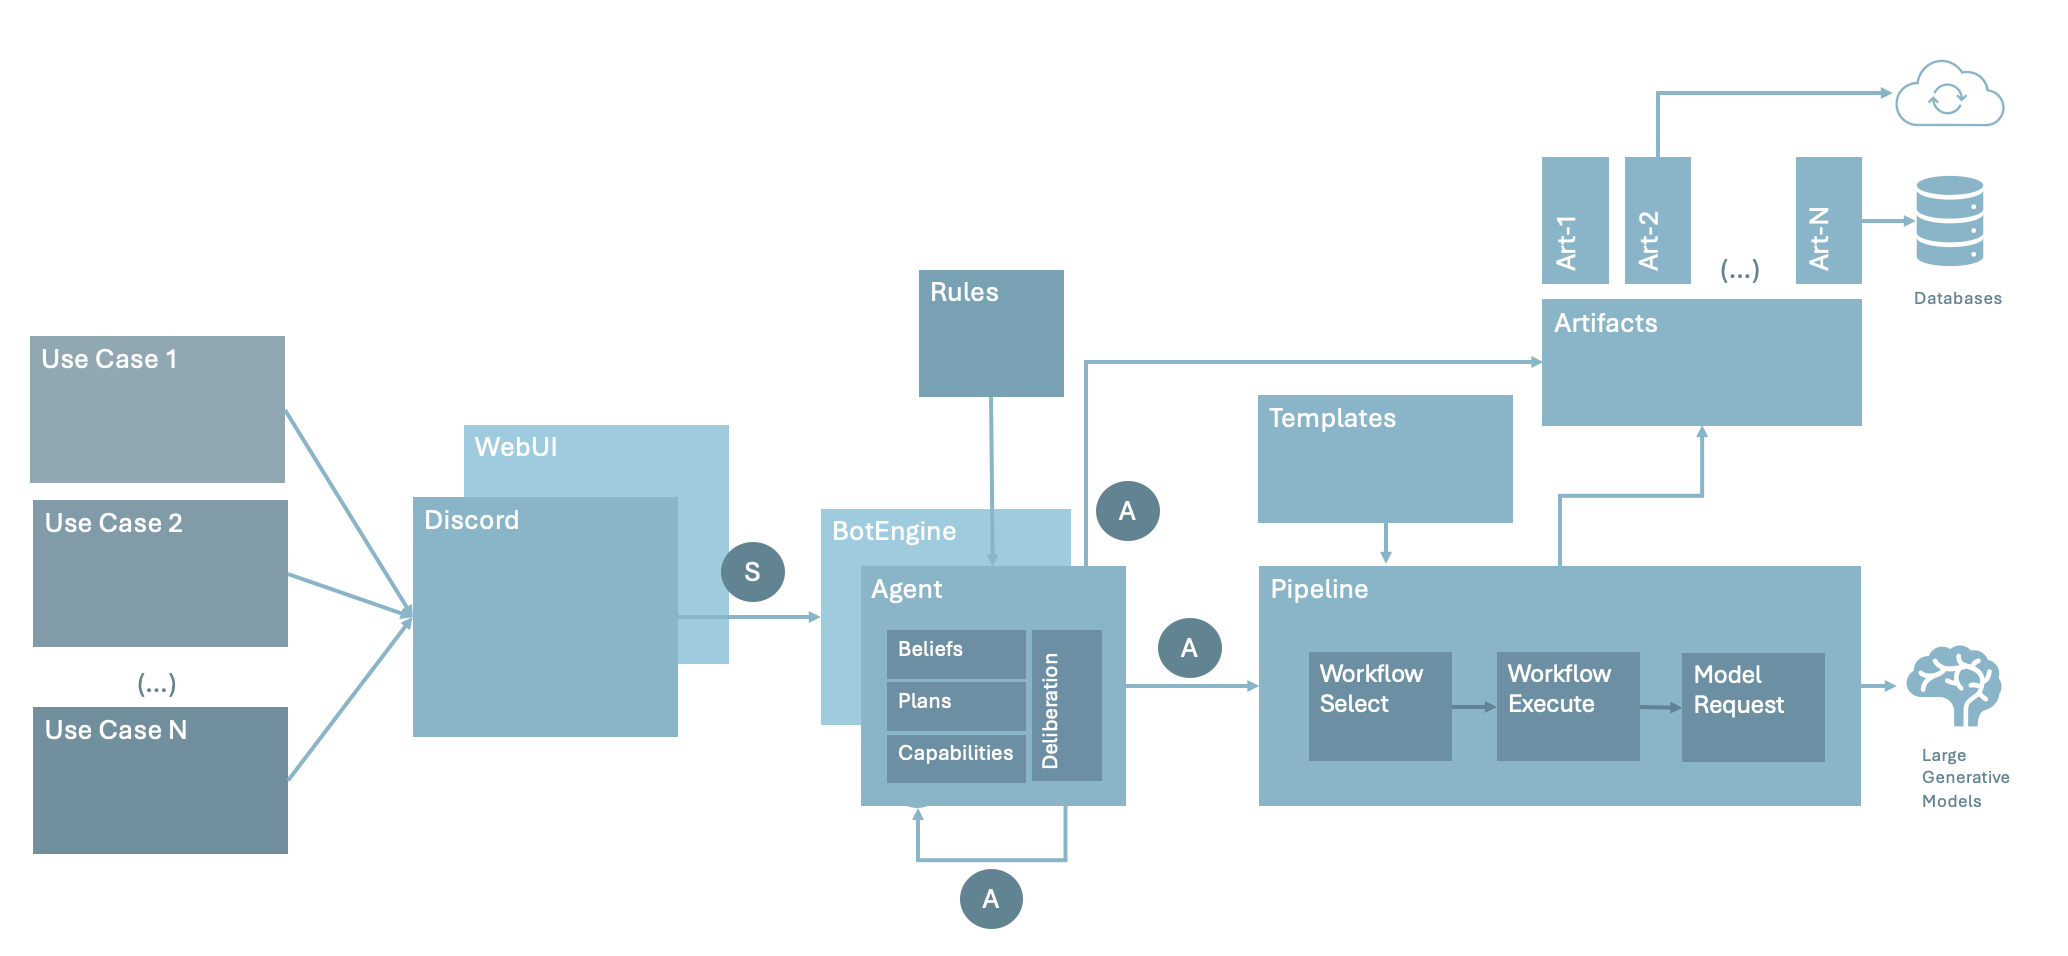 Use Case 1
Use Case 2
(...)
Use Case N
WebUI
Discord
S
Rules
BotEngine
Agent
Beliefs
Plans
Capabilities
Deliberation
A
A
A
Templates
Pipeline
Workflow
Select
Workflow
Execute
Model
Request
Art-1
Art-2
(...)
Art-N
Artifacts
Databases
Large
Generative
Models